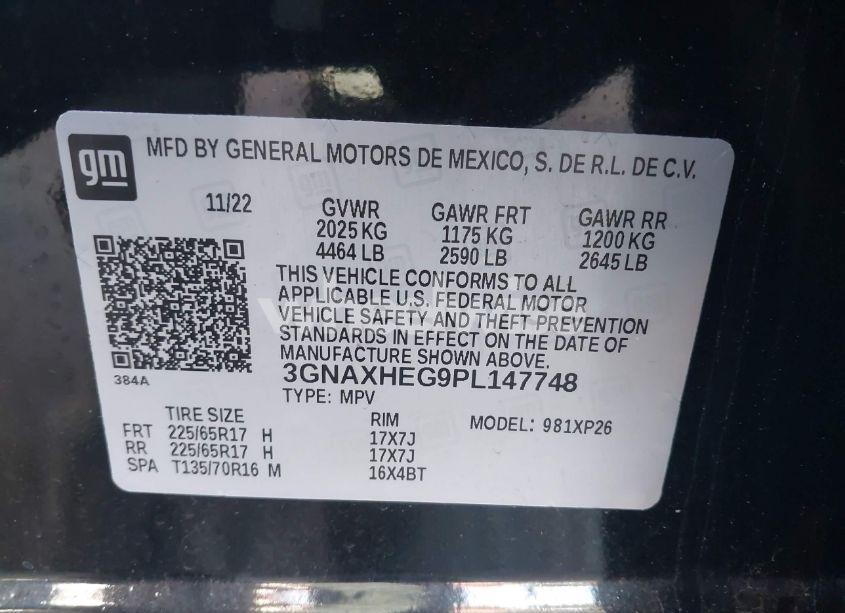 gm
MFD BY GENERAL MOTORS DE MEXICO, S. DE R.L. DE C.V.
11/22 GVWR GAWR FRT GAWR RR
2025 KG 1175 KG 1200 KG
4464 LB 2590 LB 2645 LB
THIS VEHICLE CONFORMS TO ALL
APPLICABLE U.S. FEDERAL MOTOR
VEHICLE SAFETY AND THEFT PREVENTION
STANDARDS IN EFFECT ON THE DATE OF
MANUFACTURE SHOWN ABOVE.
384A
3GNAXHEG9PL147748
TYPE: MPV
TIRE SIZE RIM MODEL: 981XP26
FRT 225/65R17 H 17X7J
RR 225/65R17 H 17X7J
SPA T135/70R16 M 16X4BT